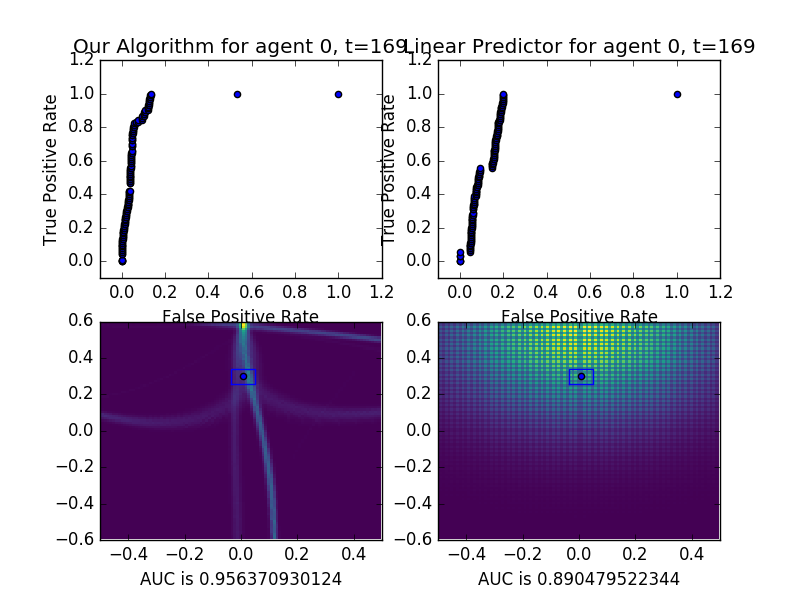 Our Algorithm for agent 0, t=169
Linear Predictor for agent 0, t=169
1.2
1.0
0.8
0.6
0.4
0.2
0.0
True Positive Rate
0.0 0.2 0.4 0.6 0.8 1.0 1.2
False Positive Rate
1.2
1.0
0.8
0.6
0.4
0.2
0.0
True Positive Rate
0.0 0.2 0.4 0.6 0.8 1.0 1.2
False Positive Rate
0.6
0.4
0.2
0.0
−0.2
−0.4
−0.6
−0.4 −0.2 0.0 0.2 0.4
AUC is 0.956370930124
0.6
0.4
0.2
0.0
−0.2
−0.4
−0.6
−0.4 −0.2 0.0 0.2 0.4
AUC is 0.890479522344